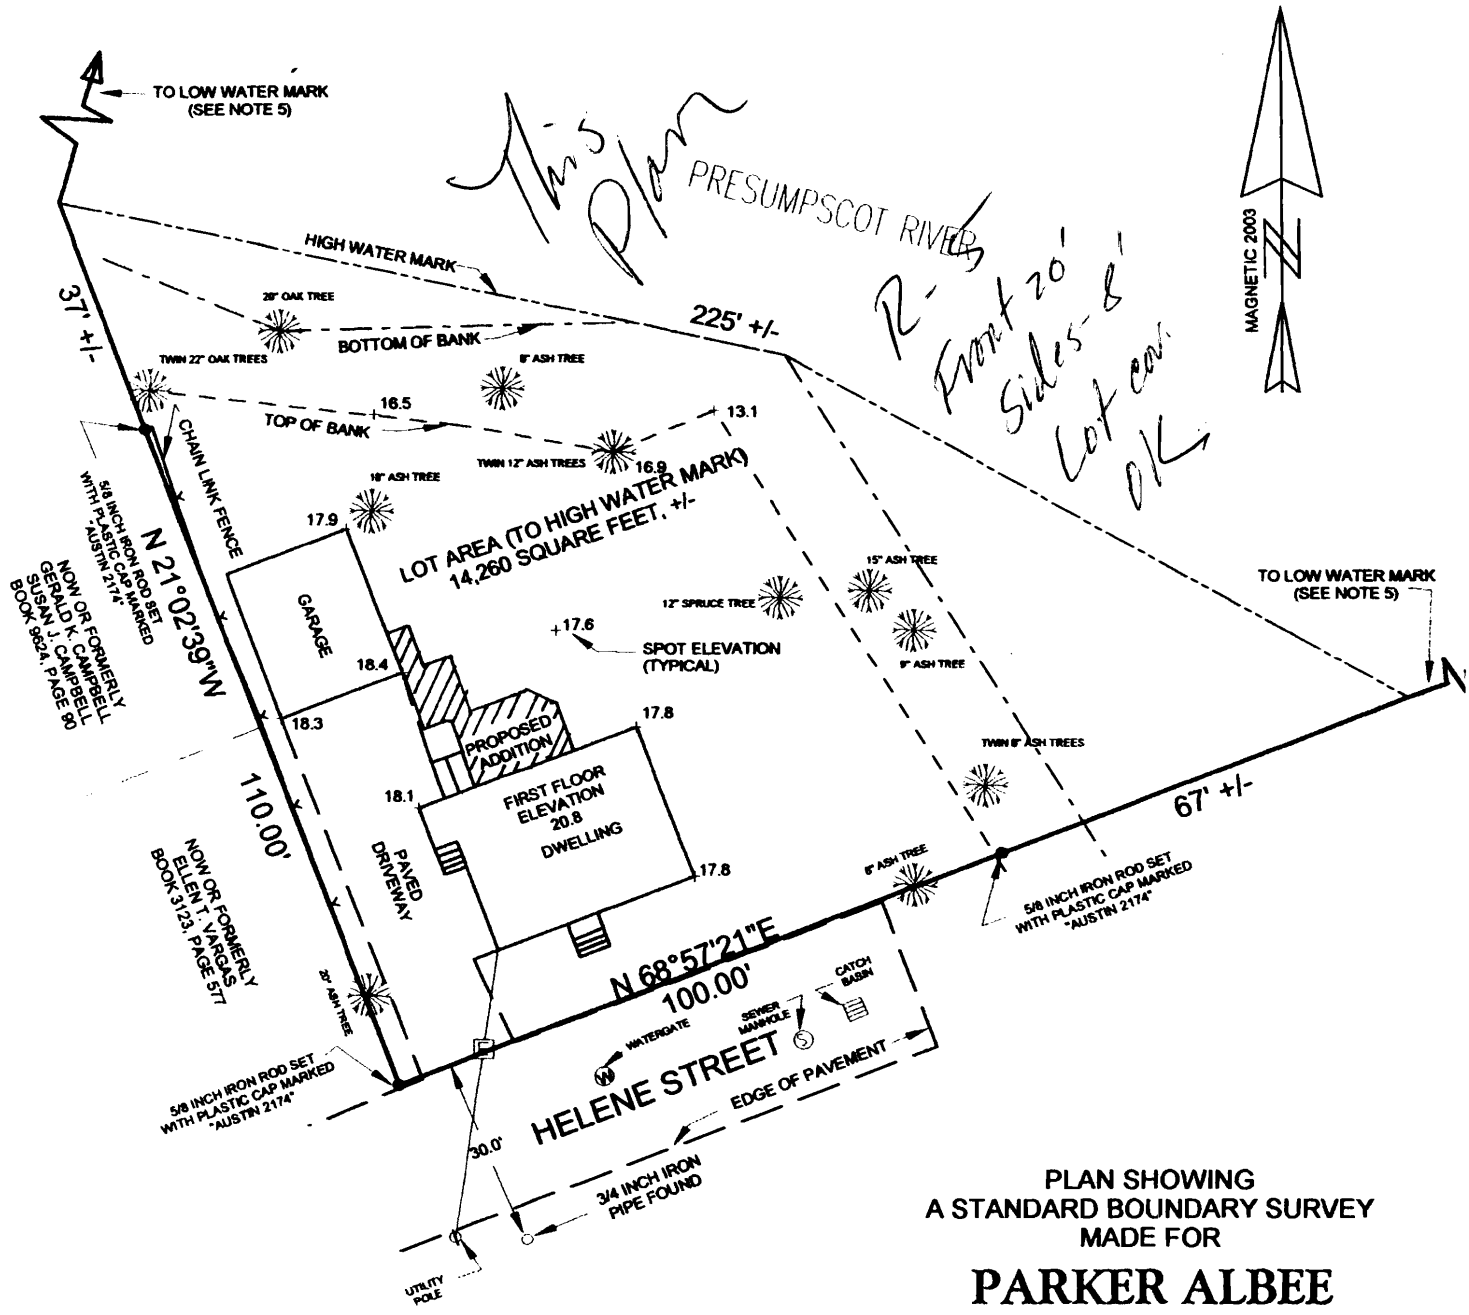 TO LOW WATER MARK
(SEE NOTE 5)
This
Plan
PRESUMPSCOT RIVER
R-5
Front 20'
Sides - 8'
Lot cov.
OK
MAGNETIC 2003
N
HIGH WATER MARK
225' +/-
37' +/-
20" OAK TREE
BOTTOM OF BANK
TWIN 22" OAK TREES
8" ASH TREE
16.5
TOP OF BANK
13.1
TWIN 12" ASH TREES
16.9
CHAIN LINK FENCE
18" ASH TREE
17.9
LOT AREA (TO HIGH WATER MARK)
14,260 SQUARE FEET, +/-
5/8 INCH IRON ROD SET
WITH PLASTIC CAP MARKED
"AUSTIN 2174"
N 21°02'39"W
NOW OR FORMERLY
GERALD K. CAMPBELL
SUSAN J. CAMPBELL
BOOK 9624, PAGE 90
GARAGE
15" ASH TREE
12" SPRUCE TREE
9" ASH TREE
TO LOW WATER MARK
(SEE NOTE 5)
17.6
SPOT ELEVATION
(TYPICAL)
18.4
18.3
17.8
PROPOSED
ADDITION
TWIN 8" ASH TREES
110.00'
18.1
FIRST FLOOR
ELEVATION
20.8
DWELLING
67' +/-
PAVED
DRIVEWAY
17.8
8" ASH TREE
NOW OR FORMERLY
ELLEN T. VARGAS
BOOK 3123, PAGE 577
5/8 INCH IRON ROD SET
WITH PLASTIC CAP MARKED
"AUSTIN 2174"
20" ASH TREE
N 68°57'21"E
100.00'
CATCH
BASIN
SEWER
MANHOLE
S
WATERGATE
W
E
HELENE STREET
EDGE OF PAVEMENT
5/8 INCH IRON ROD SET
WITH PLASTIC CAP MARKED
"AUSTIN 2174"
30.0'
3/4 INCH IRON
PIPE FOUND
UTILITY
POLE
PLAN SHOWING
A STANDARD BOUNDARY SURVEY
MADE FOR
PARKER ALBEE